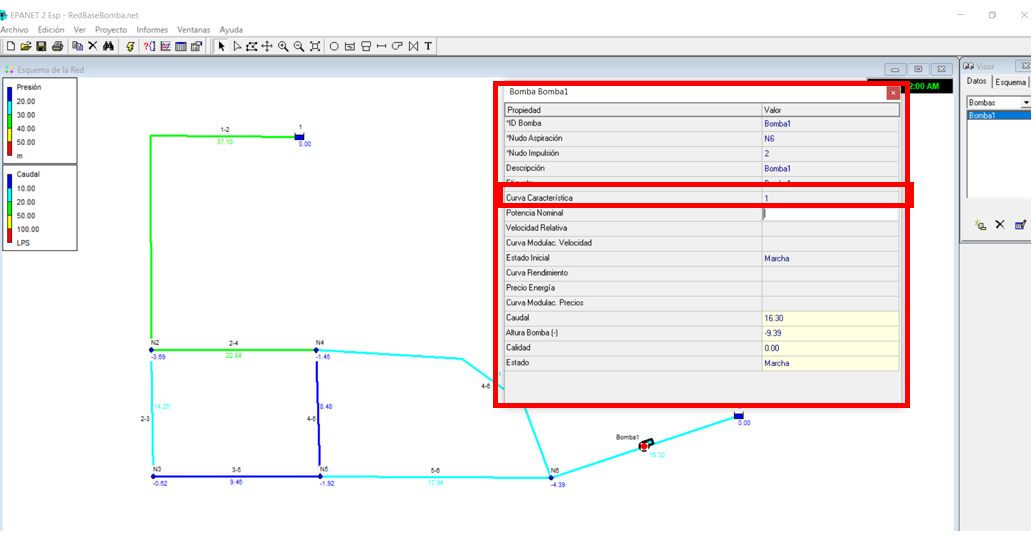 EPANET 2 Esp - RedBaseBomba.net
Archivo Edición Ver Proyecto Informes Ventanas Ayuda
T
Esquema de la Red
Visor
Presión
20.00
30.00
40.00
50.00
m
Caudal
10.00
20.00
50.00
100.00
LPS
2:00 AM
Datos Esquema
Bombas
Bomba1
Bomba Bomba1
Propiedad Valor
*ID Bomba Bomba1
*Nudo Aspiración N6
*Nudo Impulsión 2
Descripción Bomba1
Curva Característica 1
Potencia Nominal
Velocidad Relativa
Curva Modulac. Velocidad
Estado Inicial Marcha
Curva Rendimiento
Precio Energía
Curva Modulac. Precios
Caudal 16.30
Altura Bomba (-) -9.39
Calidad 0.00
Estado Marcha
1-2
37.10
1
0.00
N2
-3.69
2-4
22.84
N4
-1.45
2-3
14.25
4-5
8.48
4-6
N3
-0.62
3-5
9.46
N5
-1.92
5-6
17.94
N6
-4.39
Bomba1
16.30
0.00